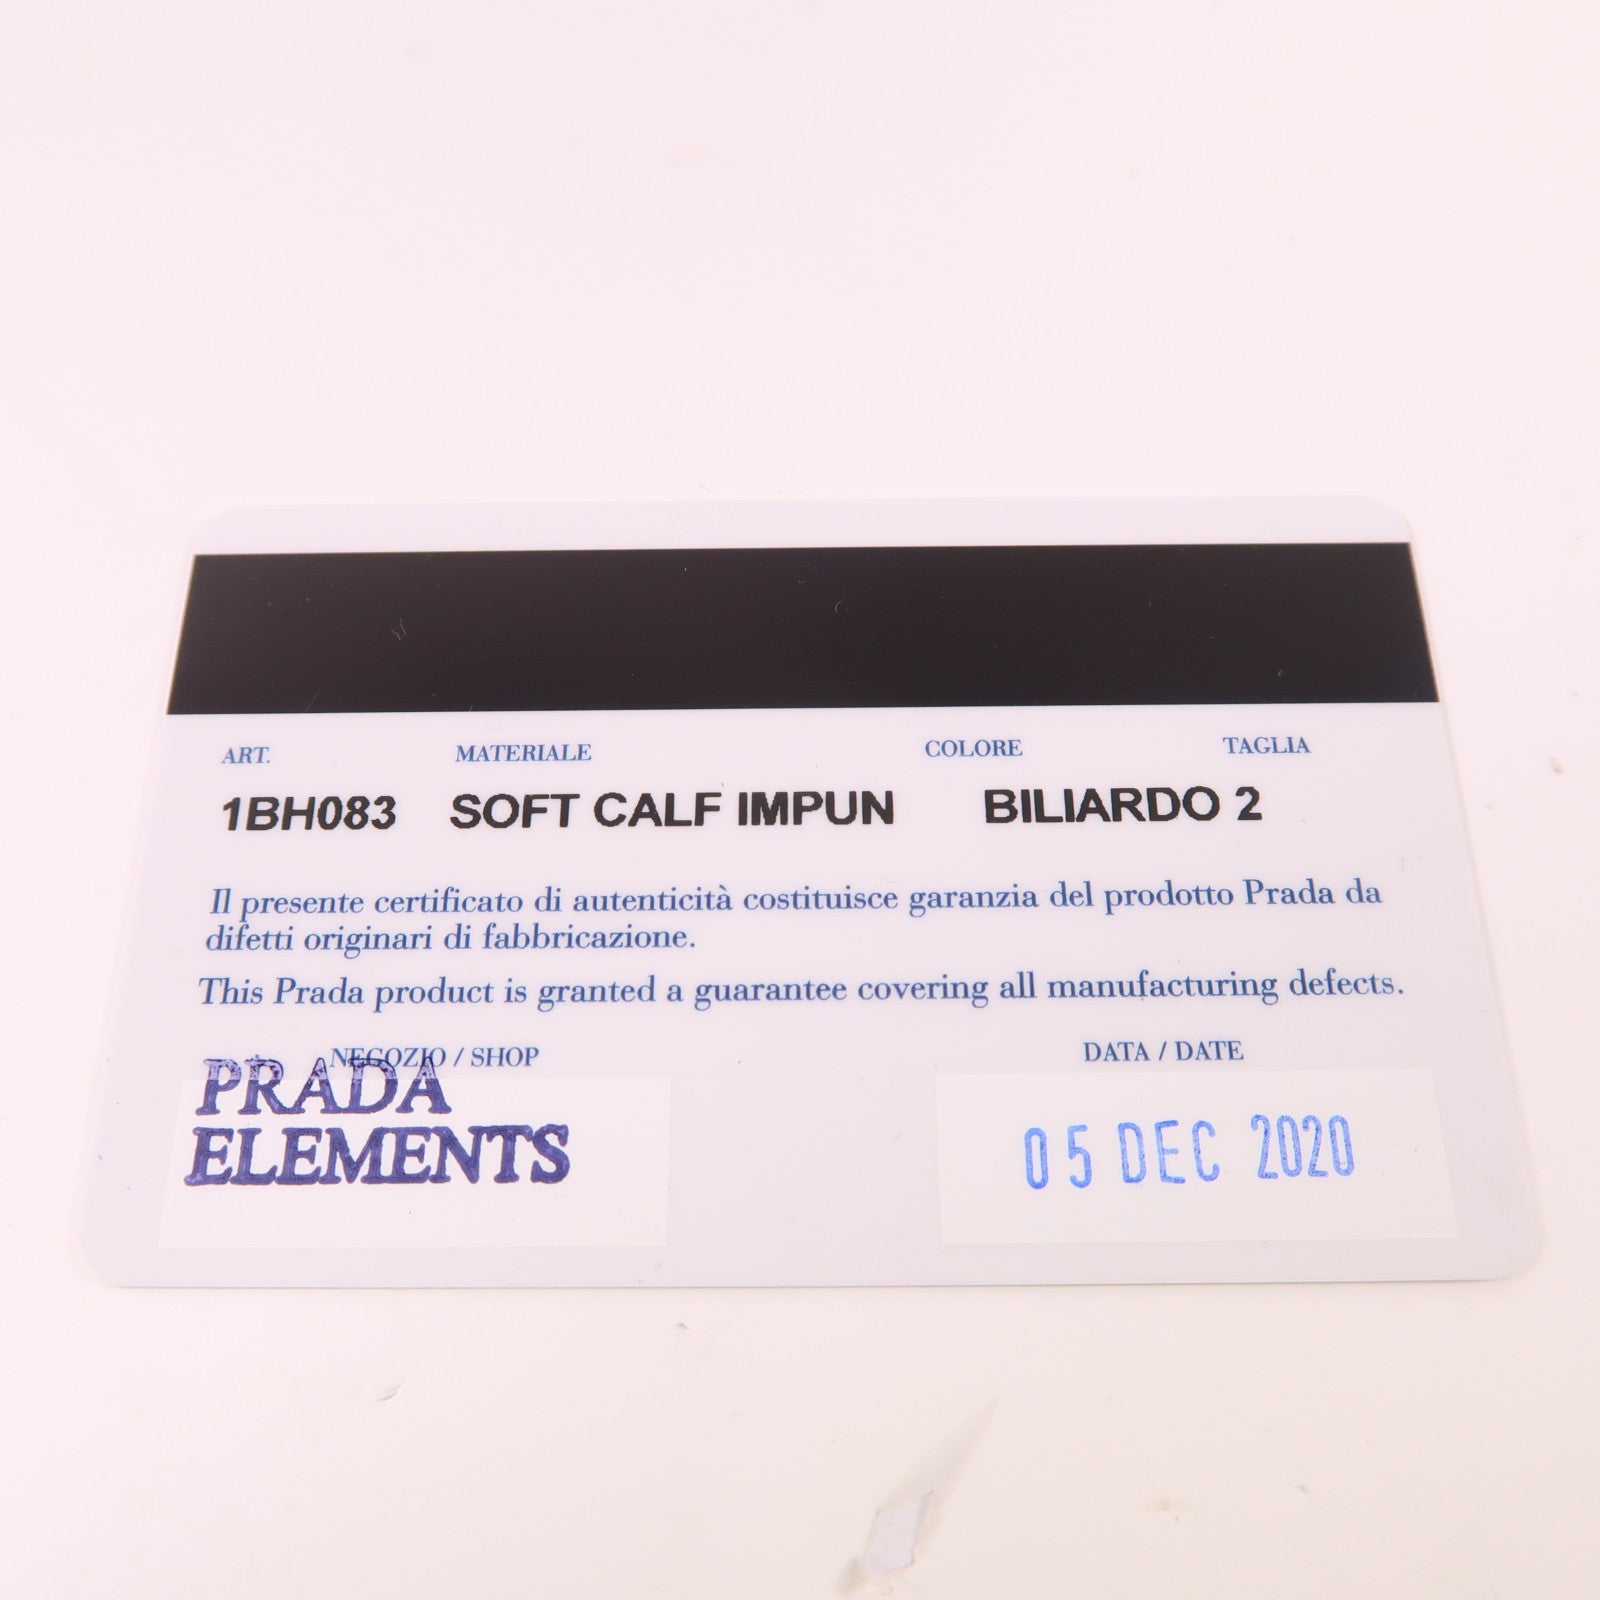 ART. MATERIALE COLORE TAGLIA
1BH083 SOFT CALF IMPUN BILIARDO 2
Il presente certificato di autenticità costituisce garanzia del prodotto Prada da
difetti originari di fabbricazione.
This Prada product is granted a guarantee covering all manufacturing defects.
NEGOZIO / SHOP DATA / DATE
PRADA
ELEMENTS
05 DEC 2020